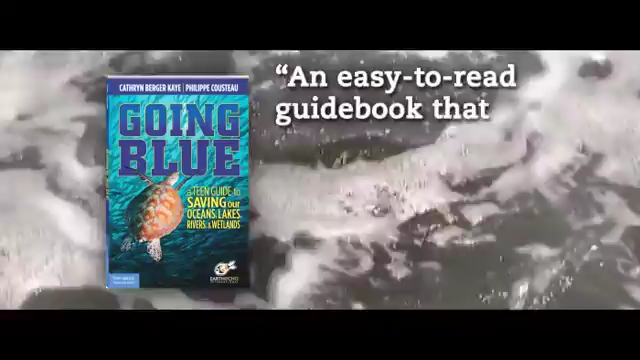 CATHRYN BERGER KAYE | PHILIPPE COUSTEAU
GOING
BLUE
a TEEN GUIDE to
SAVING our
OCEANS, LAKES,
RIVERS, & WETLANDS
EARTHECHO
“An easy-to-read
guidebook that